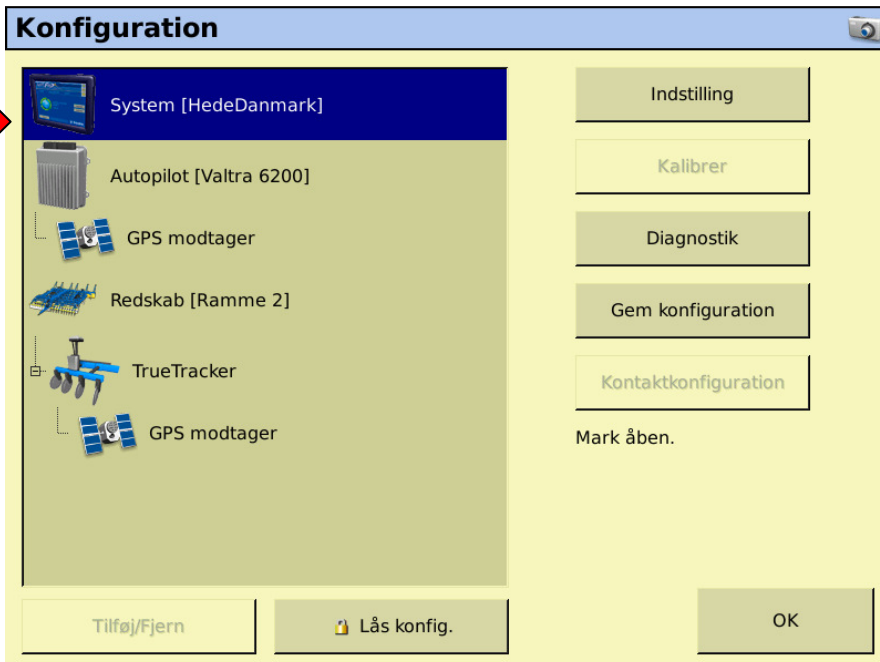 Konfiguration
System [HedeDanmark]
Autopilot [Valtra 6200]
GPS modtager
Redskab [Ramme 2]
TrueTracker
GPS modtager
Indstilling
Kalibrer
Diagnostik
Gem konfiguration
Kontaktkonfiguration
Mark åben.
Tilføj/Fjern
Lås konfig.
OK